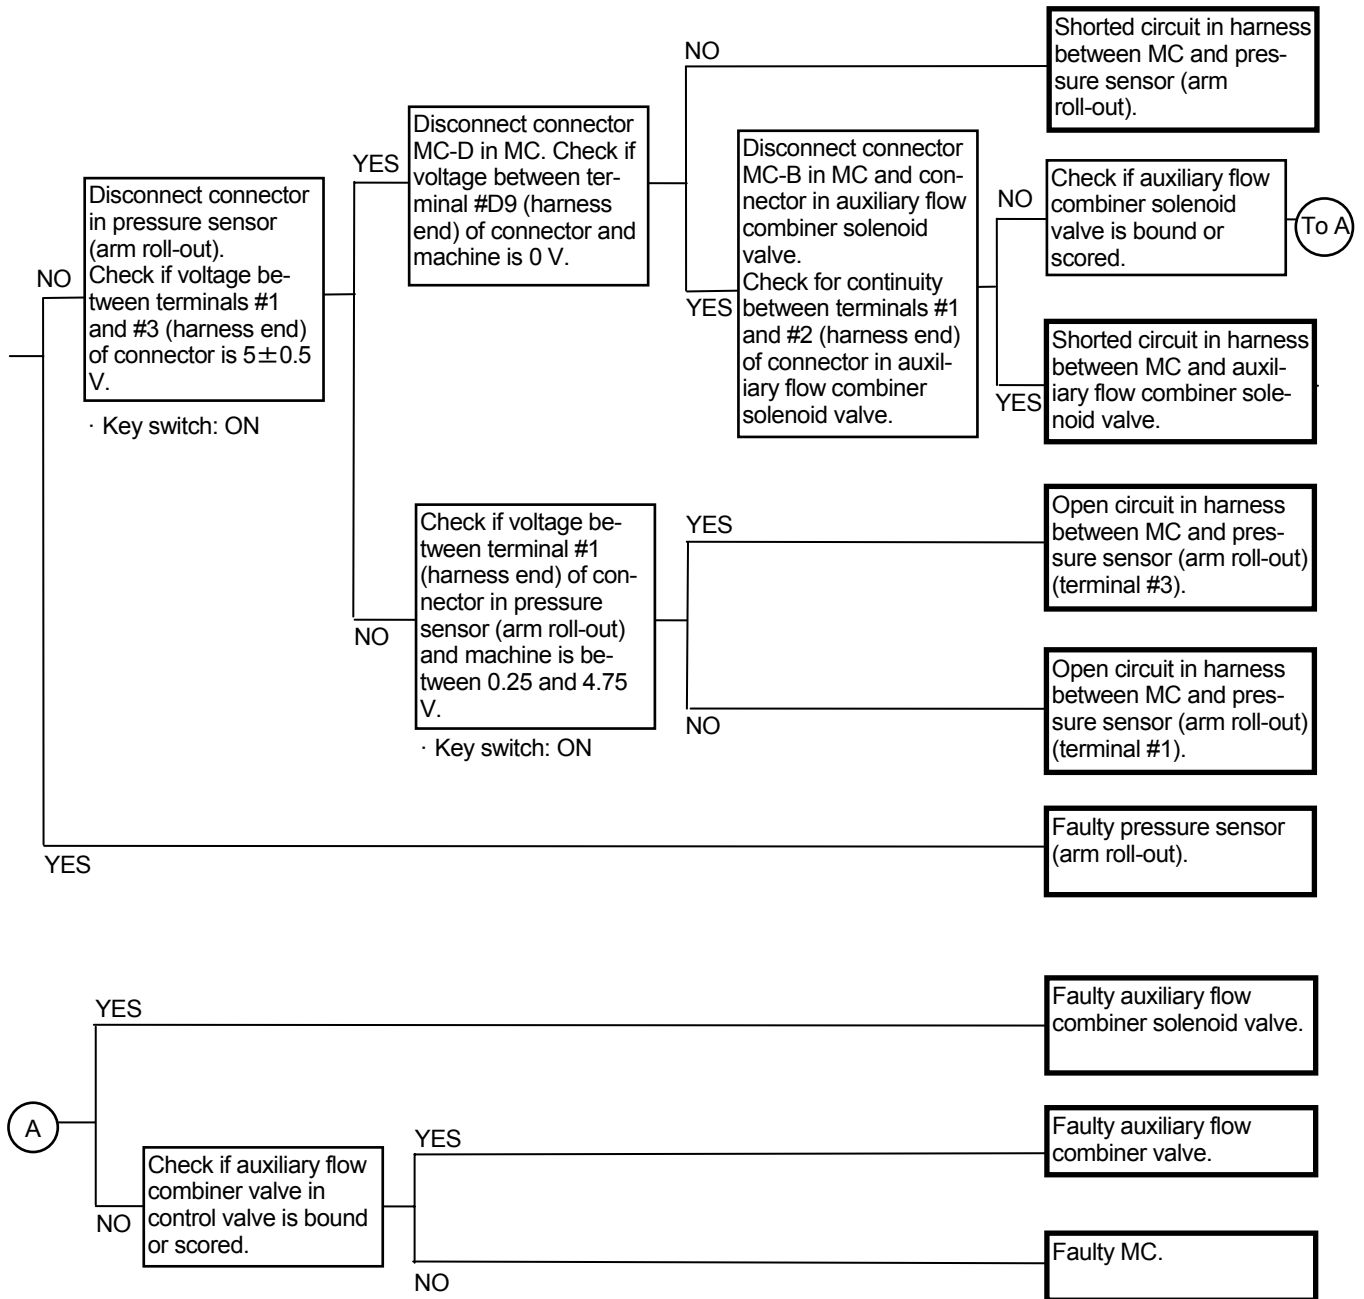 NO
Disconnect connector
in pressure sensor
(arm roll-out).
Check if voltage be-
tween terminals #1
and #3 (harness end)
of connector is 5±0.5
V.
· Key switch: ON
YES
Disconnect connector
MC-D in MC. Check if
voltage between ter-
minal #D9 (harness
end) of connector and
machine is 0 V.
NO
Shorted circuit in harness
between MC and pres-
sure sensor (arm
roll-out).
YES
Disconnect connector
MC-B in MC and con-
nector in auxiliary flow
combiner solenoid
valve.
Check for continuity
between terminals #1
and #2 (harness end)
of connector in auxil-
iary flow combiner
solenoid valve.
NO
Check if auxiliary flow
combiner solenoid
valve is bound or
scored.
To A
YES
Shorted circuit in harness
between MC and auxil-
iary flow combiner sole-
noid valve.
NO
Check if voltage be-
tween terminal #1
(harness end) of con-
nector in pressure
sensor (arm roll-out)
and machine is be-
tween 0.25 and 4.75
V.
· Key switch: ON
YES
Open circuit in harness
between MC and pres-
sure sensor (arm roll-out)
(terminal #3).
NO
Open circuit in harness
between MC and pres-
sure sensor (arm roll-out)
(terminal #1).
YES
Faulty pressure sensor
(arm roll-out).
A
YES
Faulty auxiliary flow
combiner solenoid valve.
NO
Check if auxiliary flow
combiner valve in
control valve is bound
or scored.
YES
Faulty auxiliary flow
combiner valve.
NO
Faulty MC.